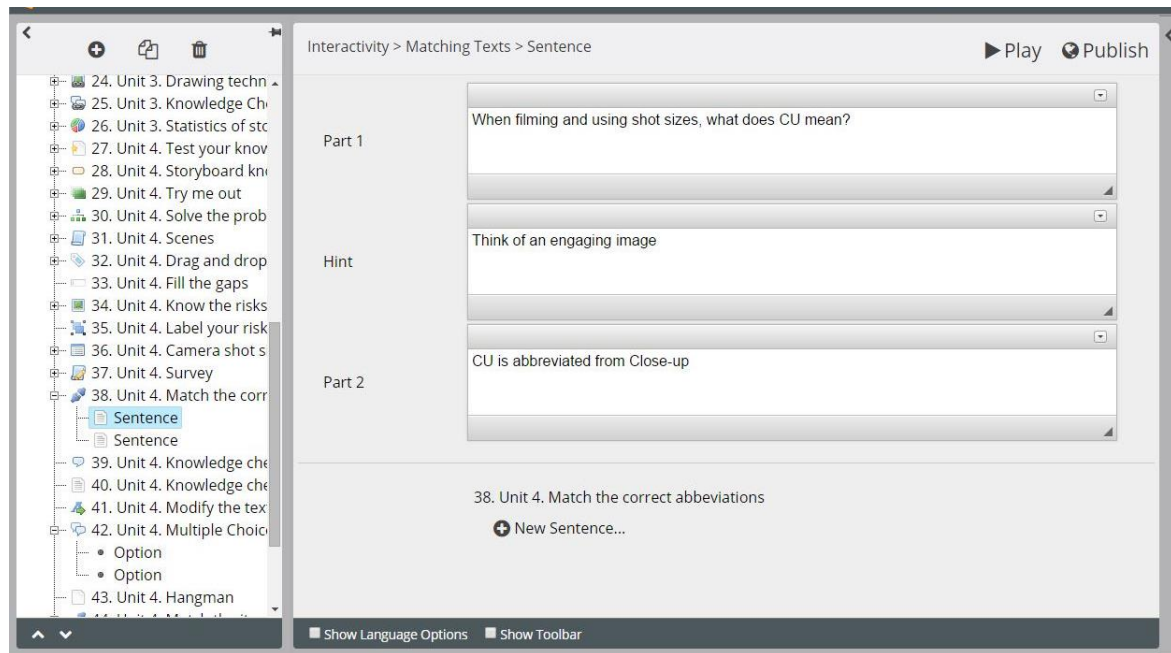 24. Unit 3. Drawing techn
25. Unit 3. Knowledge Che
26. Unit 3. Statistics of sto
27. Unit 4. Test your know
28. Unit 4. Storyboard kno
29. Unit 4. Try me out
30. Unit 4. Solve the prob
31. Unit 4. Scenes
32. Unit 4. Drag and drop
33. Unit 4. Fill the gaps
34. Unit 4. Know the risks
35. Unit 4. Label your risk
36. Unit 4. Camera shot s
37. Unit 4. Survey
38. Unit 4. Match the corr
Sentence
Sentence
39. Unit 4. Knowledge che
40. Unit 4. Knowledge che
41. Unit 4. Modify the tex
42. Unit 4. Multiple Choic
Option
Option
43. Unit 4. Hangman
Interactivity > Matching Texts > Sentence
Play Publish
Part 1
When filming and using shot sizes, what does CU mean?
Hint
Think of an engaging image
Part 2
CU is abbreviated from Close-up
38. Unit 4. Match the correct abbeviations
New Sentence...
Show Language Options Show Toolbar